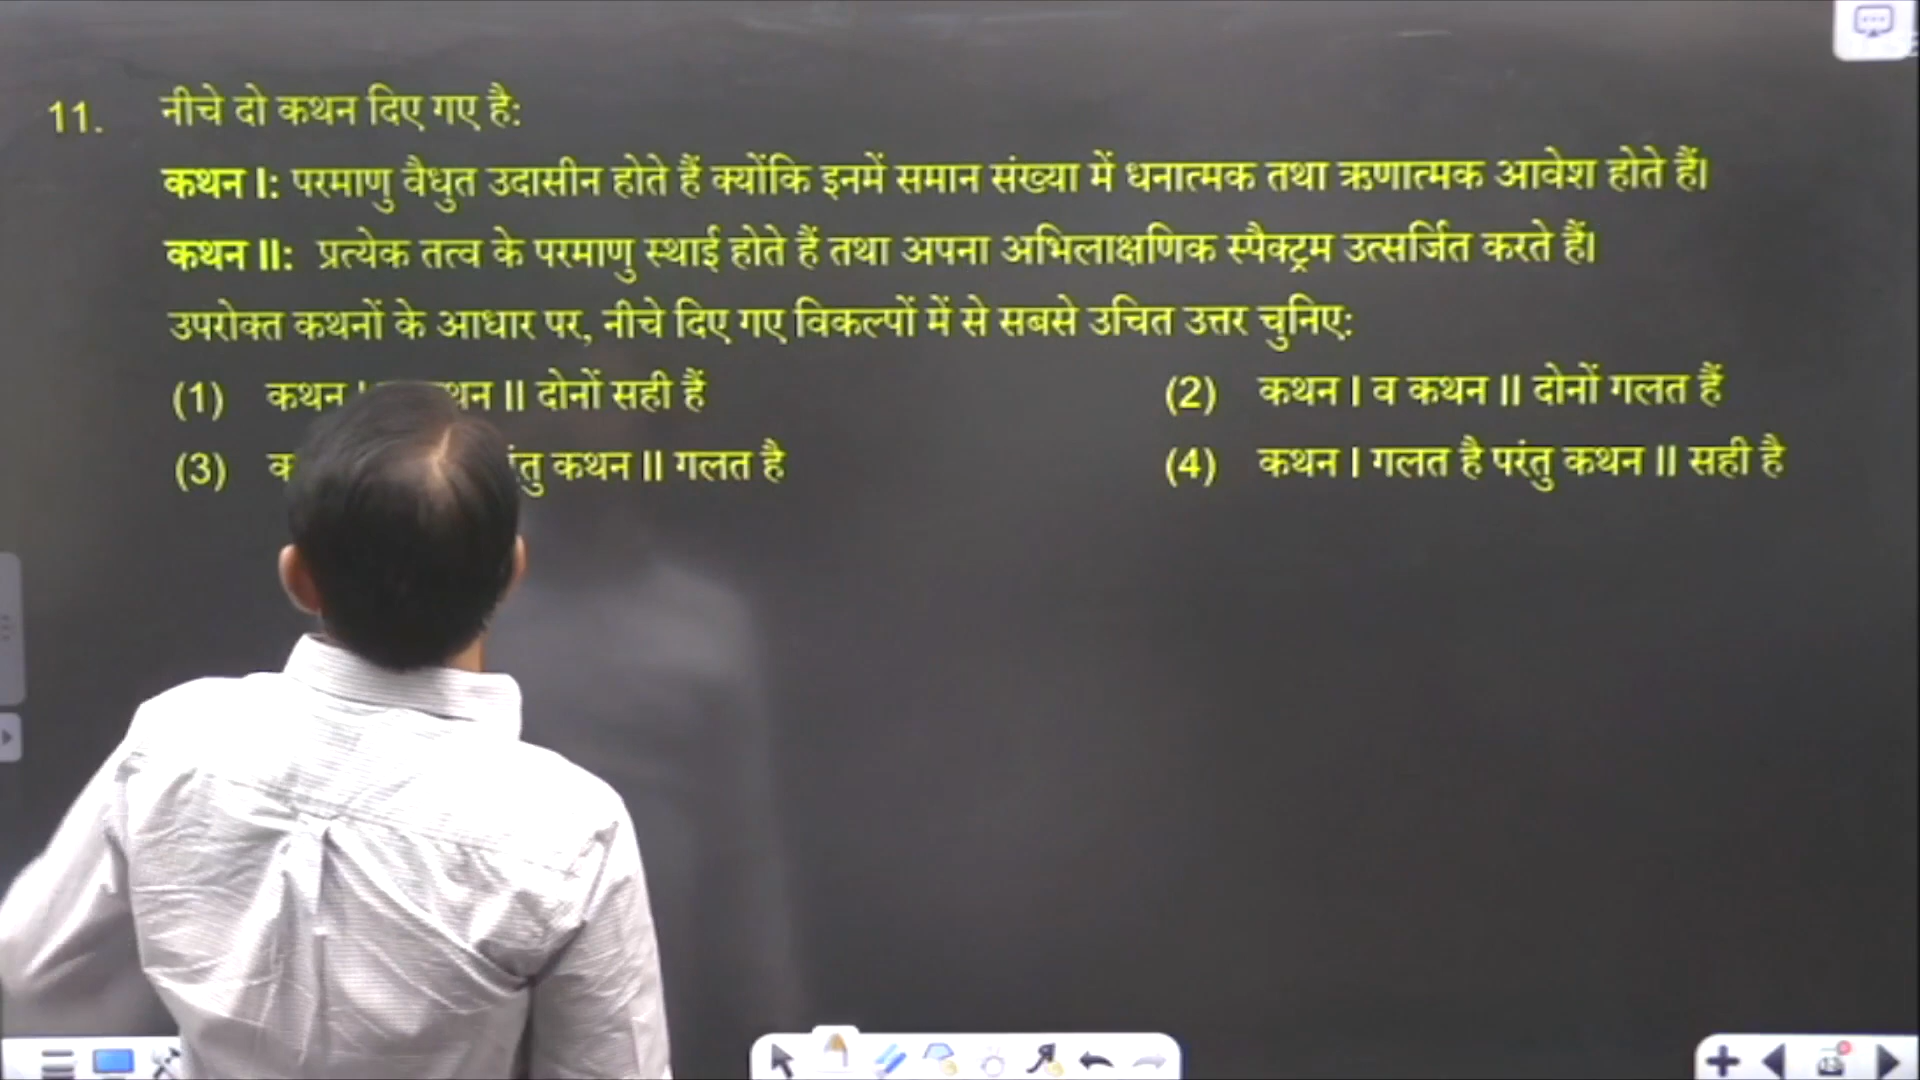 11. नीचे दो कथन दिए गए है:
कथन I: परमाणु वैधुत उदासीन होते हैं क्योंकि इनमें समान संख्या में धनात्मक तथा ऋणात्मक आवेश होते हैं।
कथन II: प्रत्येक तत्व के परमाणु स्थाई होते हैं तथा अपना अभिलाक्षणिक स्पैक्ट्रम उत्सर्जित करते हैं।
उपरोक्त कथनों के आधार पर, नीचे दिए गए विकल्पों में से सबसे उचित उत्तर चुनिए:
(1) कथन II दोनों सही हैं (2) कथन I व कथन II दोनों गलत हैं
(3) कथन II गलत है (4) कथन I गलत है परंतु कथन II सही है